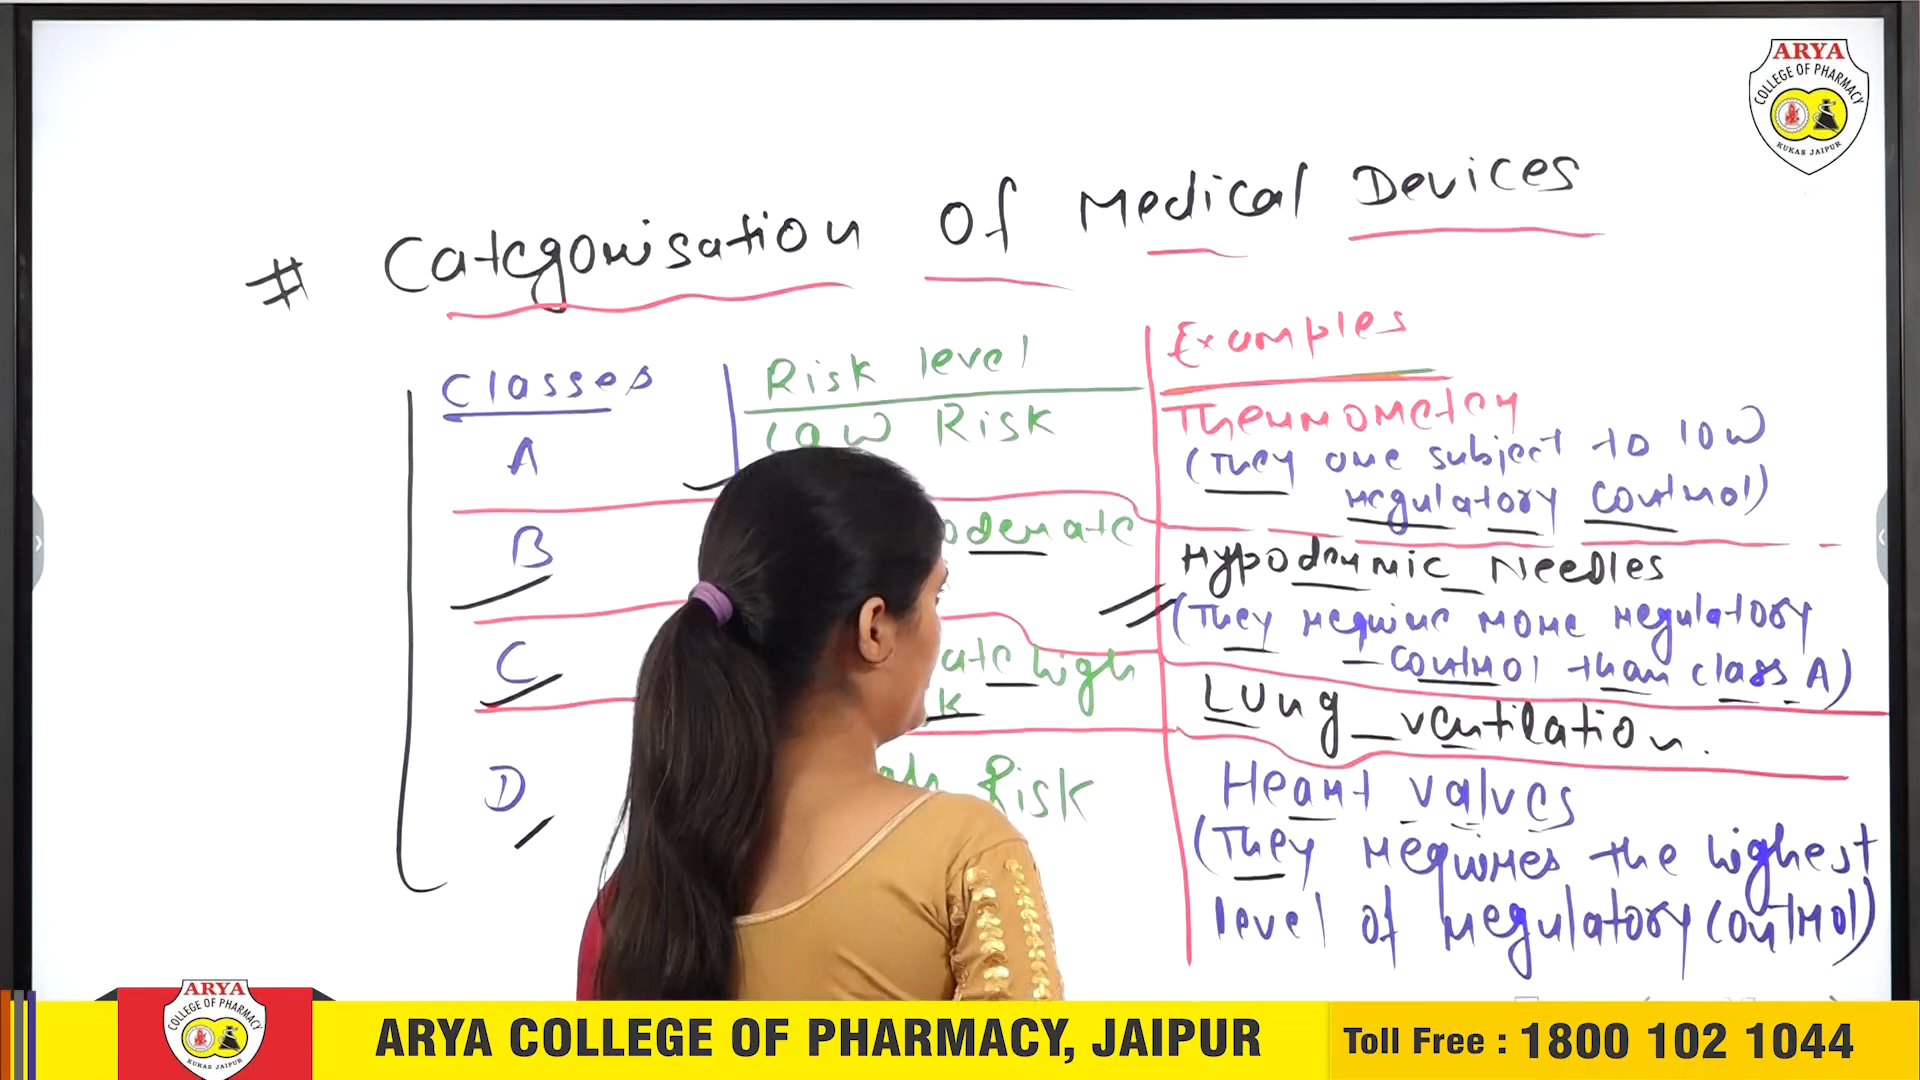 ARYA
COLLEGE OF PHARMACY
KUKAS JAIPUR
# Categorisation Of Medical Devices
Classes Risk level Examples
A Low Risk Thermometer
(They are subject to low
regulatory control)
B Hypodermic Needles
(They require more regulatory
control than class A)
C high
Lung ventilation.
D Risk Heart valves
(They requires the highest
level of regulatory control)
ARYA
COLLEGE OF PHARMACY
KUKAS JAIPUR
ARYA COLLEGE OF PHARMACY, JAIPUR
Toll Free : 1800 102 1044